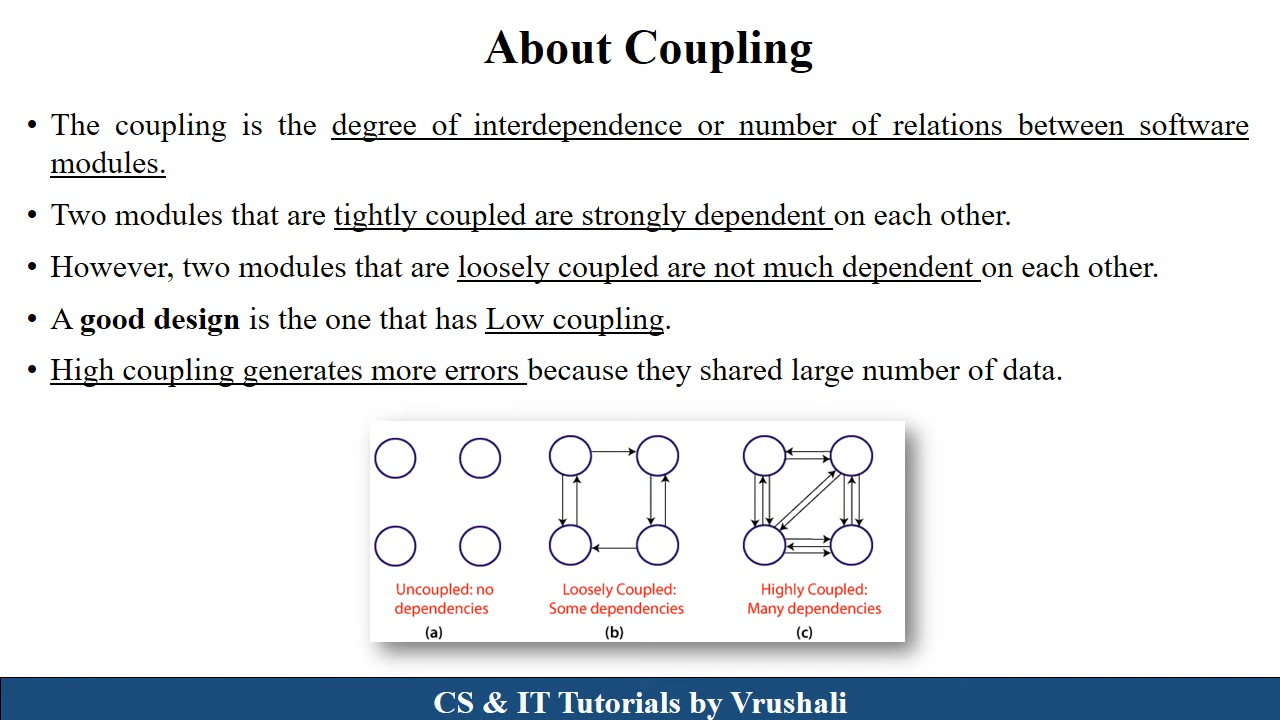 About Coupling
• The coupling is the degree of interdependence or number of relations between software
modules.
• Two modules that are tightly coupled are strongly dependent on each other.
• However, two modules that are loosely coupled are not much dependent on each other.
• A good design is the one that has Low coupling.
• High coupling generates more errors because they shared large number of data.
Uncoupled: no
dependencies
(a)
Loosely Coupled:
Some dependencies
(b)
Highly Coupled:
Many dependencies
(c)
CS & IT Tutorials by Vrushali